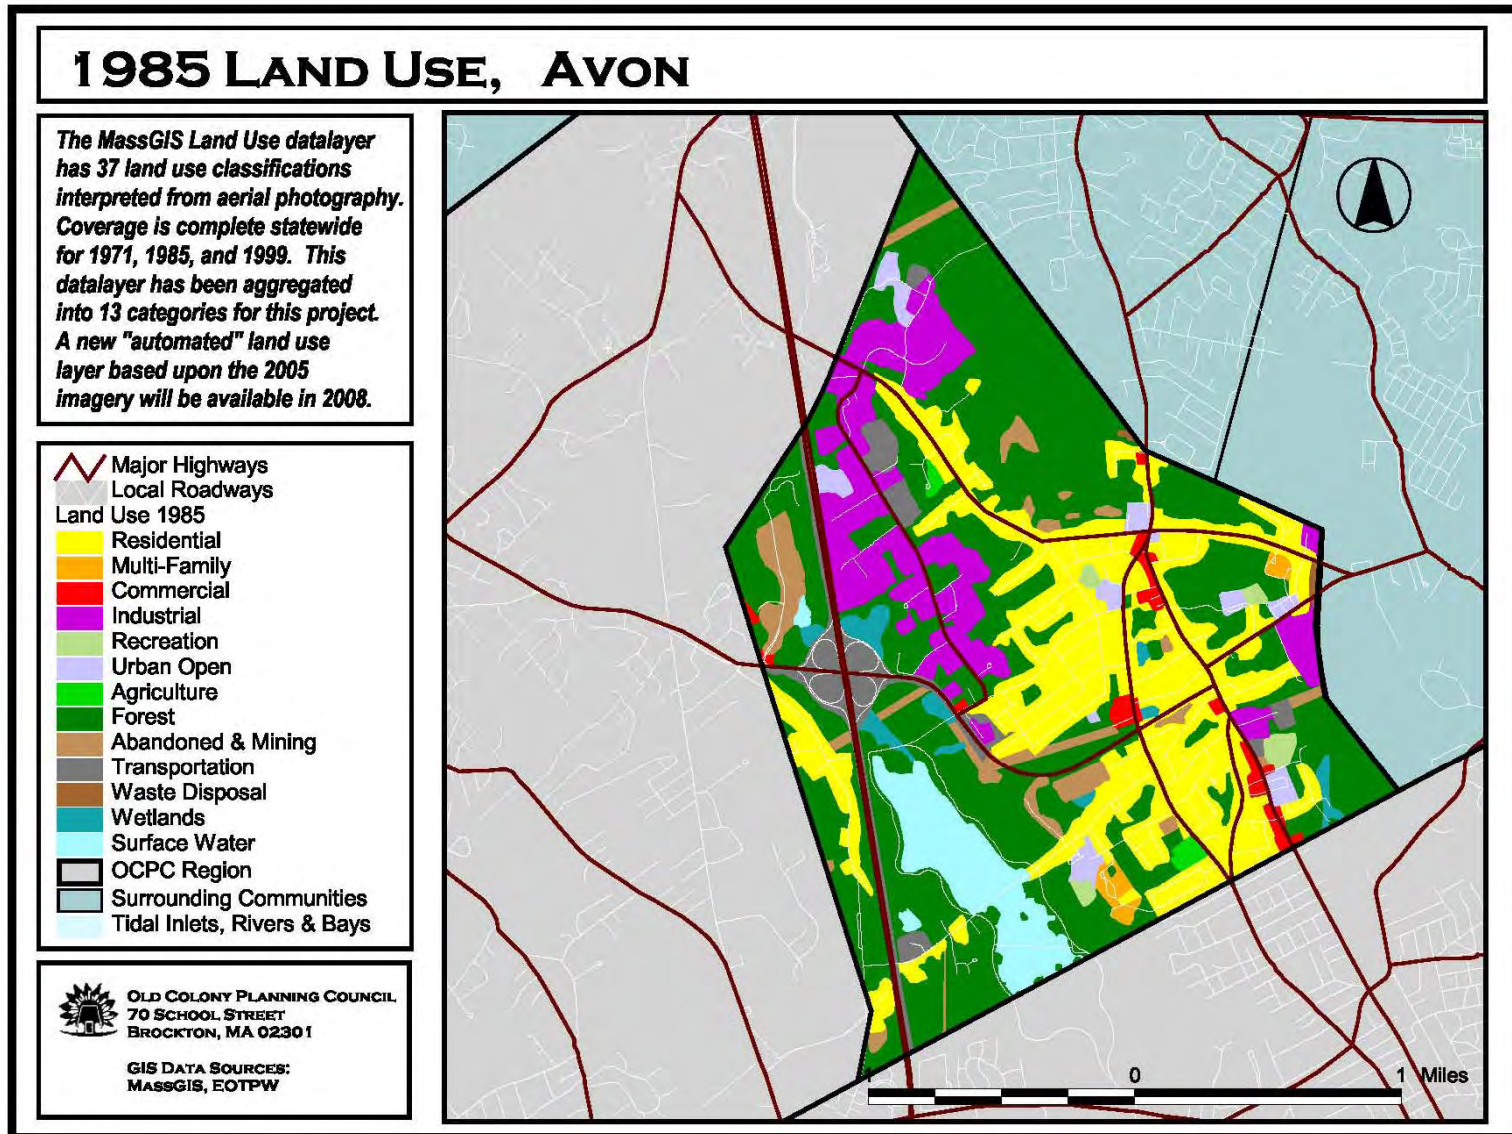 1985 LAND USE, AVON
The MassGIS Land Use datalayer
has 37 land use classifications
interpreted from aerial photography.
Coverage is complete statewide
for 1971, 1985, and 1999. This
datalayer has been aggregated
into 13 categories for this project.
A new "automated" land use
layer based upon the 2005
imagery will be available in 2008.
Major Highways
Local Roadways
Land Use 1985
Residential
Multi-Family
Commercial
Industrial
Recreation
Urban Open
Agriculture
Forest
Abandoned & Mining
Transportation
Waste Disposal
Wetlands
Surface Water
OCPC Region
Surrounding Communities
Tidal Inlets, Rivers & Bays
OLD COLONY PLANNING COUNCIL
70 SCHOOL STREET
BROCKTON, MA 02301
GIS DATA SOURCES:
MASSGIS, EOTPW
1 0 1 Miles